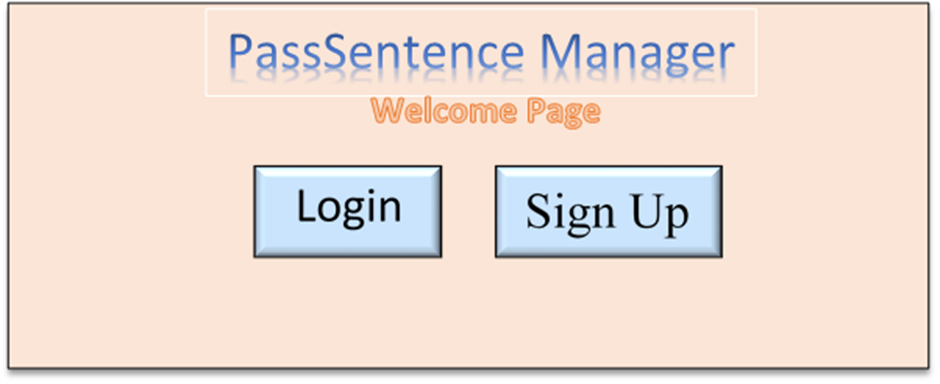 PassSentence Manager
Welcome Page
Login Sign Up